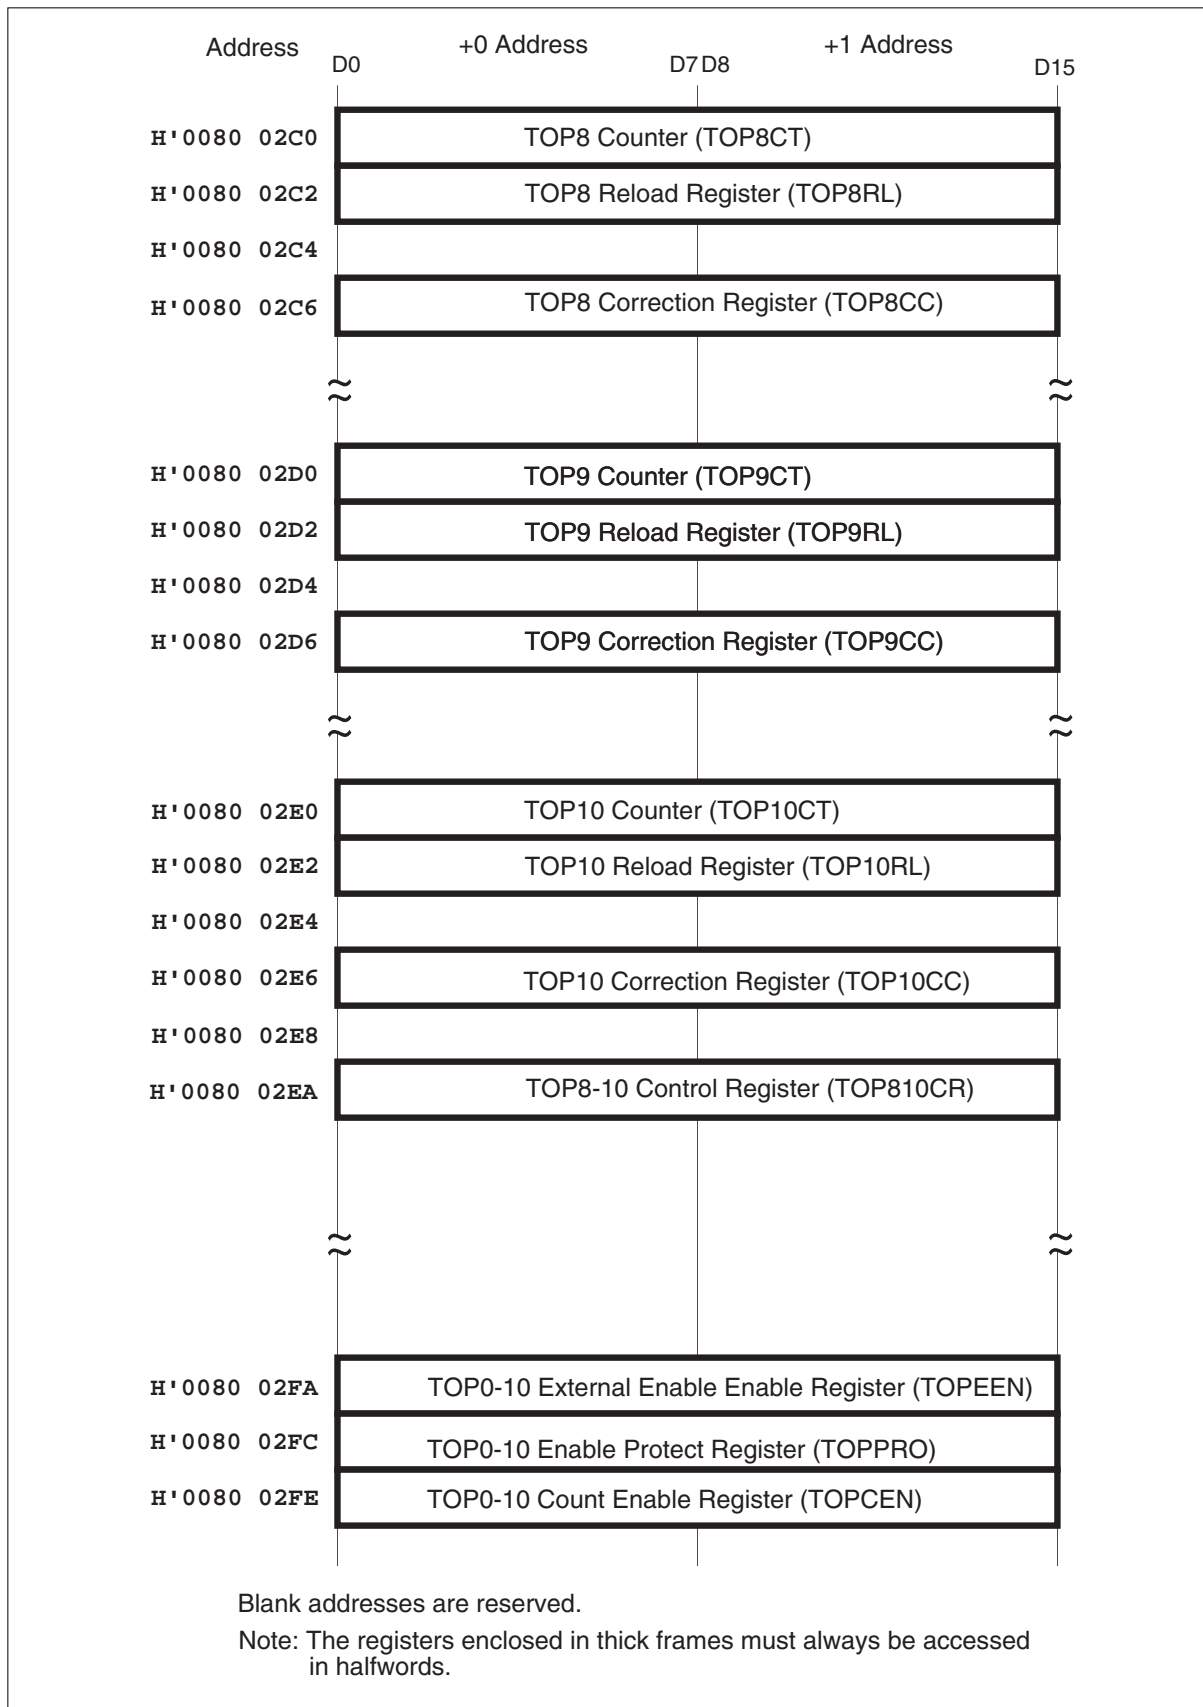 Address +0 Address +1 Address
D0 D7 D8 D15
H'0080 02C0 TOP8 Counter (TOP8CT)
H'0080 02C2 TOP8 Reload Register (TOP8RL)
H'0080 02C4
H'0080 02C6 TOP8 Correction Register (TOP8CC)
H'0080 02D0 TOP9 Counter (TOP9CT)
H'0080 02D2 TOP9 Reload Register (TOP9RL)
H'0080 02D4
H'0080 02D6 TOP9 Correction Register (TOP9CC)
H'0080 02E0 TOP10 Counter (TOP10CT)
H'0080 02E2 TOP10 Reload Register (TOP10RL)
H'0080 02E4
H'0080 02E6 TOP10 Correction Register (TOP10CC)
H'0080 02E8
H'0080 02EA TOP8-10 Control Register (TOP810CR)
H'0080 02FA TOP0-10 External Enable Enable Register (TOPEEN)
H'0080 02FC TOP0-10 Enable Protect Register (TOPPRO)
H'0080 02FE TOP0-10 Count Enable Register (TOPCEN)
Blank addresses are reserved.
Note: The registers enclosed in thick frames must always be accessed
in halfwords.